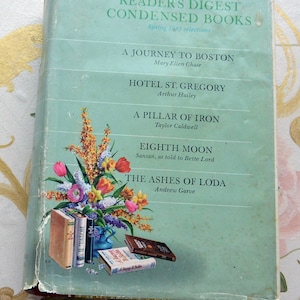 READER'S DIGEST
CONDENSED BOOKS
A JOURNEY TO BOSTON
Mary Ellen Chase
HOTEL ST. GREGORY
Arthur Hailey
A PILLAR OF IRON
Taylor Caldwell
EIGHTH MOON
Sansan, as told to Bette Lord
THE ASHES OF LODA
Andrew Garve